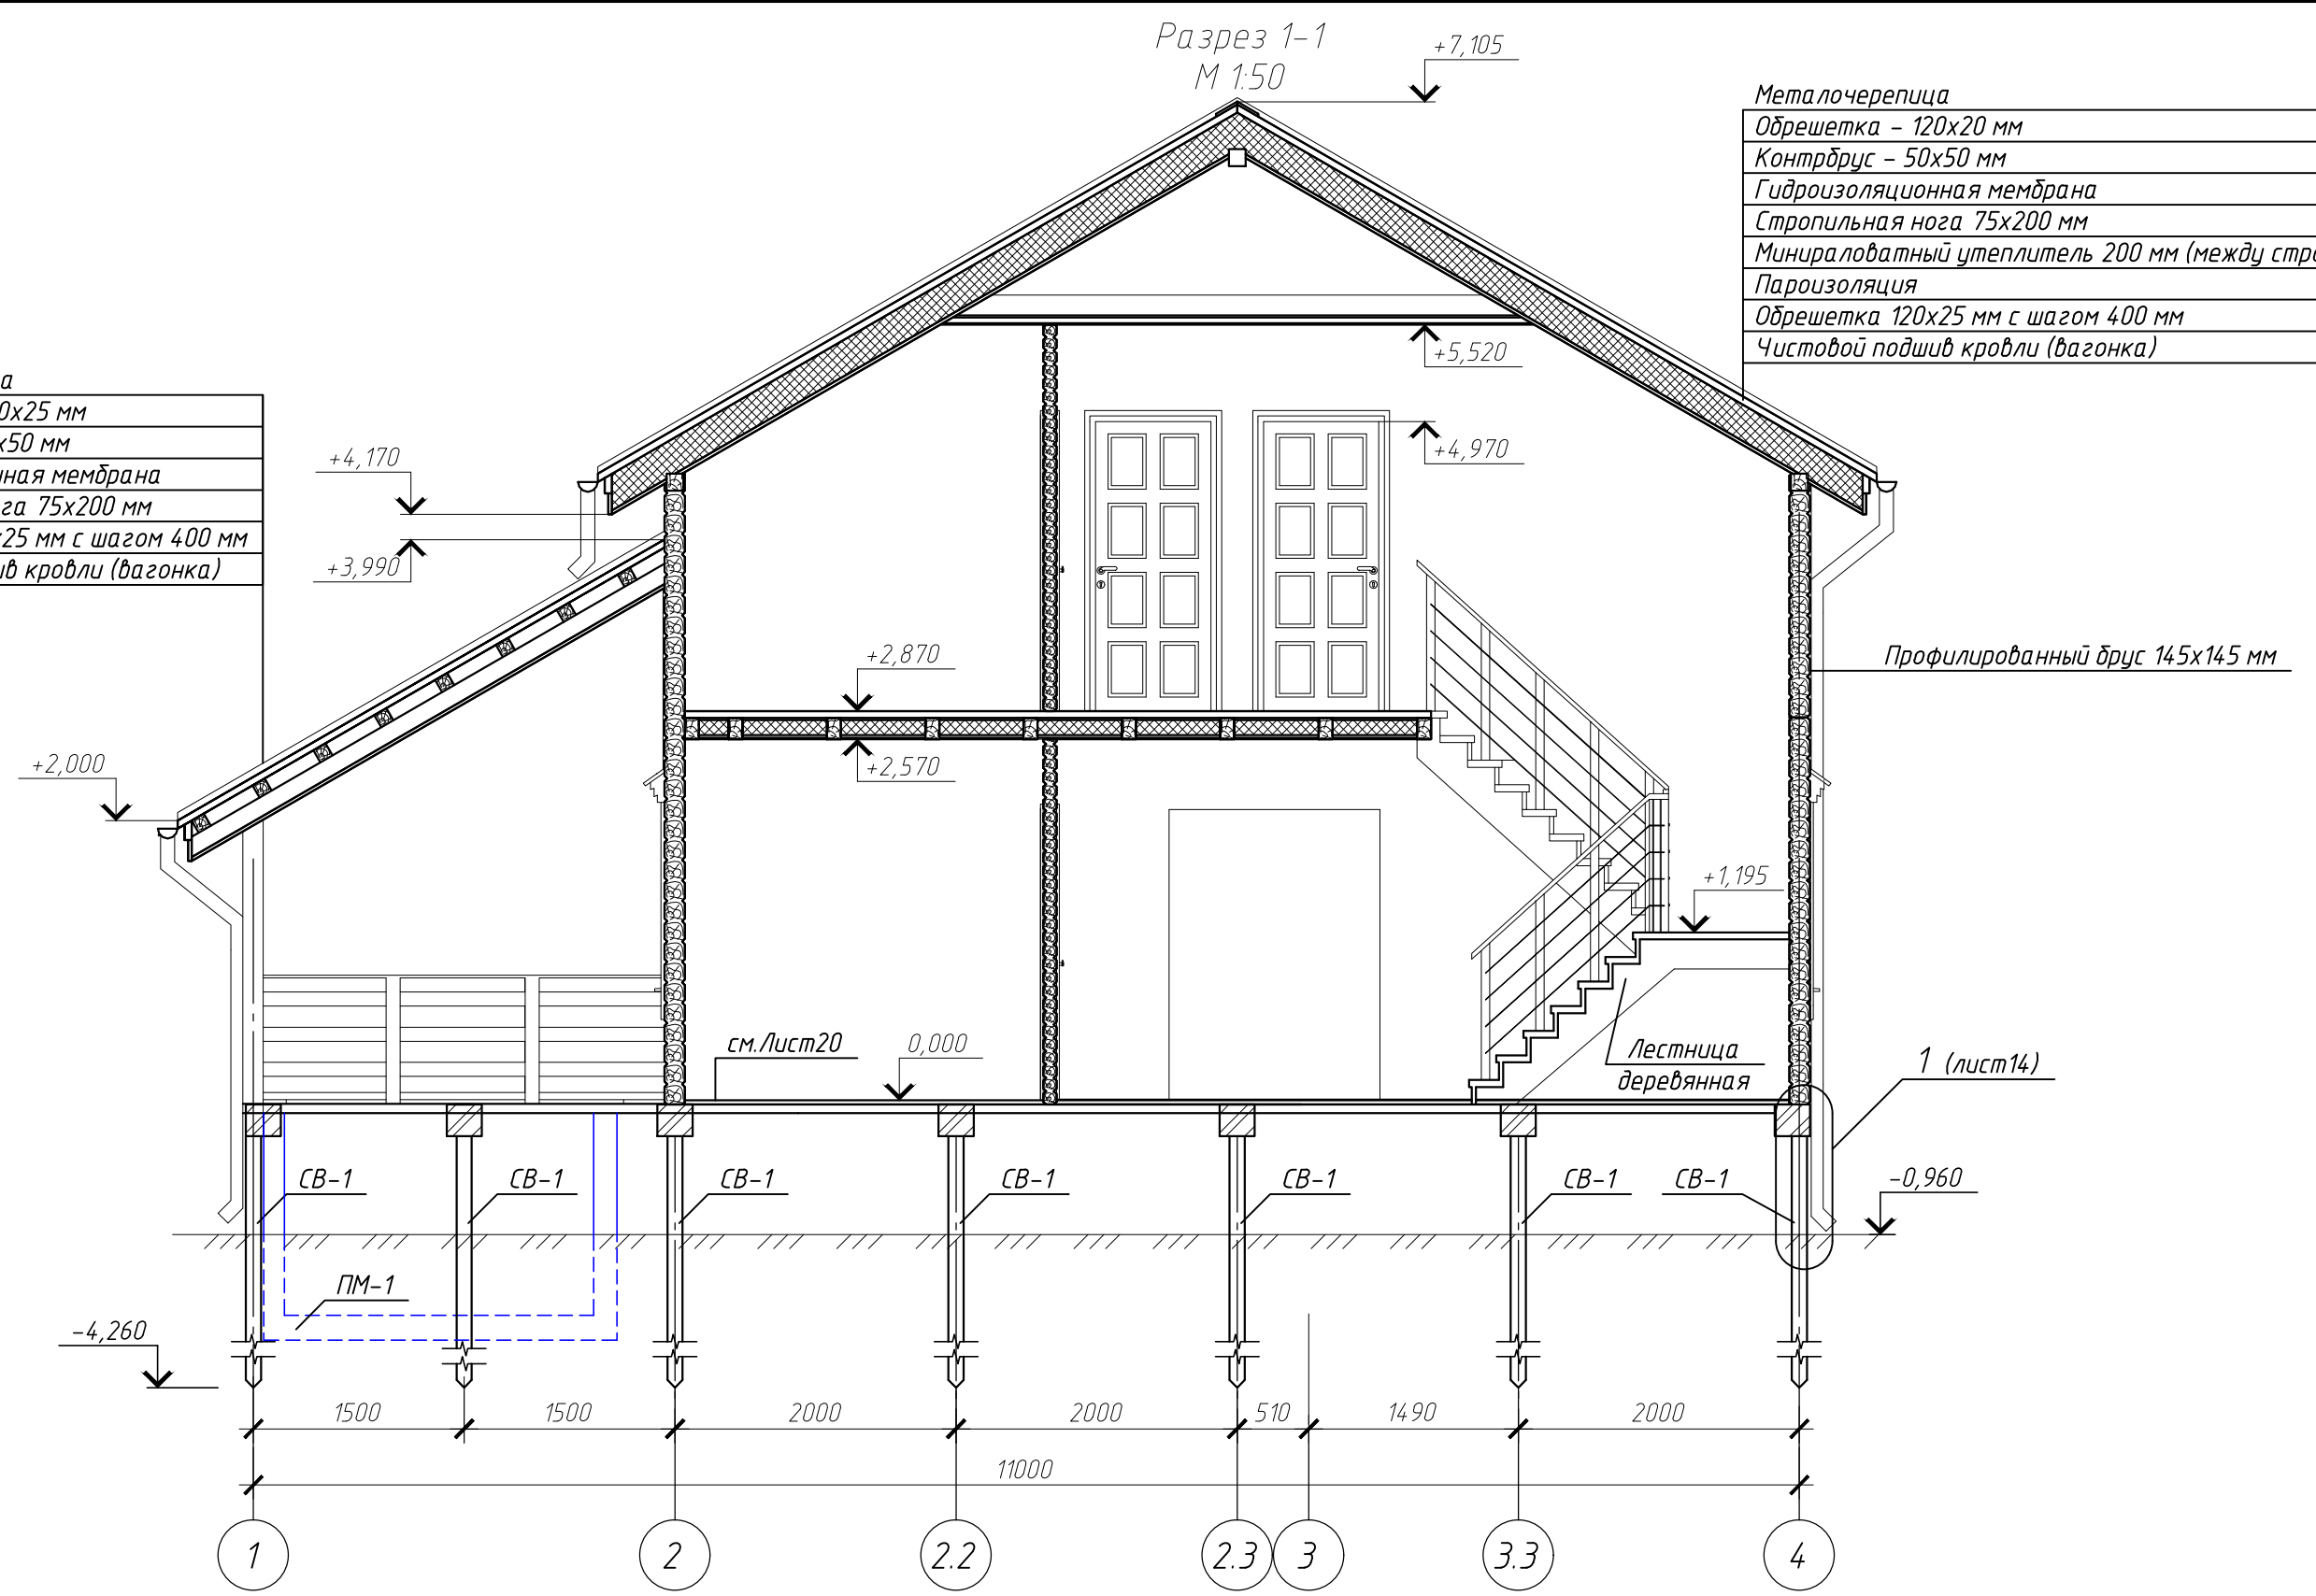 Разрез 1-1
М 1:50
+7,105
Металочерепица
Обрешетка - 120х20 мм
Контрбрус - 50х50 мм
Гидроизоляционная мембрана
Стропильная нога 75х200 мм
Минираловатный утеплитель 200 мм (между стр
Пароизоляция
Обрешетка 120х25 мм с шагом 400 мм
Чистовой подшив кровли (вагонка)
+5,520
+4,970
а
0х25 мм
х50 мм
ная мембрана
га 75х200 мм
х25 мм с шагом 400 мм
ив кровли (вагонка)
+4,170
+3,990
+2,870
+2,570
+2,000
Профилированный брус 145х145 мм
+1,195
см.Лист20
0,000
Лестница
деревянная
1 (лист14)
СВ-1 СВ-1 СВ-1 СВ-1 СВ-1 СВ-1 СВ-1
-0,960
ПМ-1
-4,260
1500 1500 2000 2000 510 1490 2000
11000
1 2 2.2 2.3 3 3.3 4